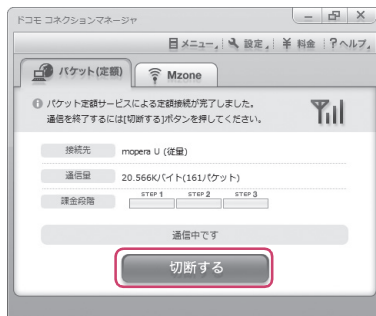 ドコモ コネクションマネージャ
メニュー 設定 ¥ 料金 ? ヘルプ
パケット(定額) Mzone
パケット定額サービスによる定額接続が完了しました。
通信を終了するには[切断する]ボタンを押してください。
接続先 mopera U (従量)
通信量 20.566Kバイト(161パケット)
STEP 1 STEP 2 STEP 3
課金段階
通信中です
切断する